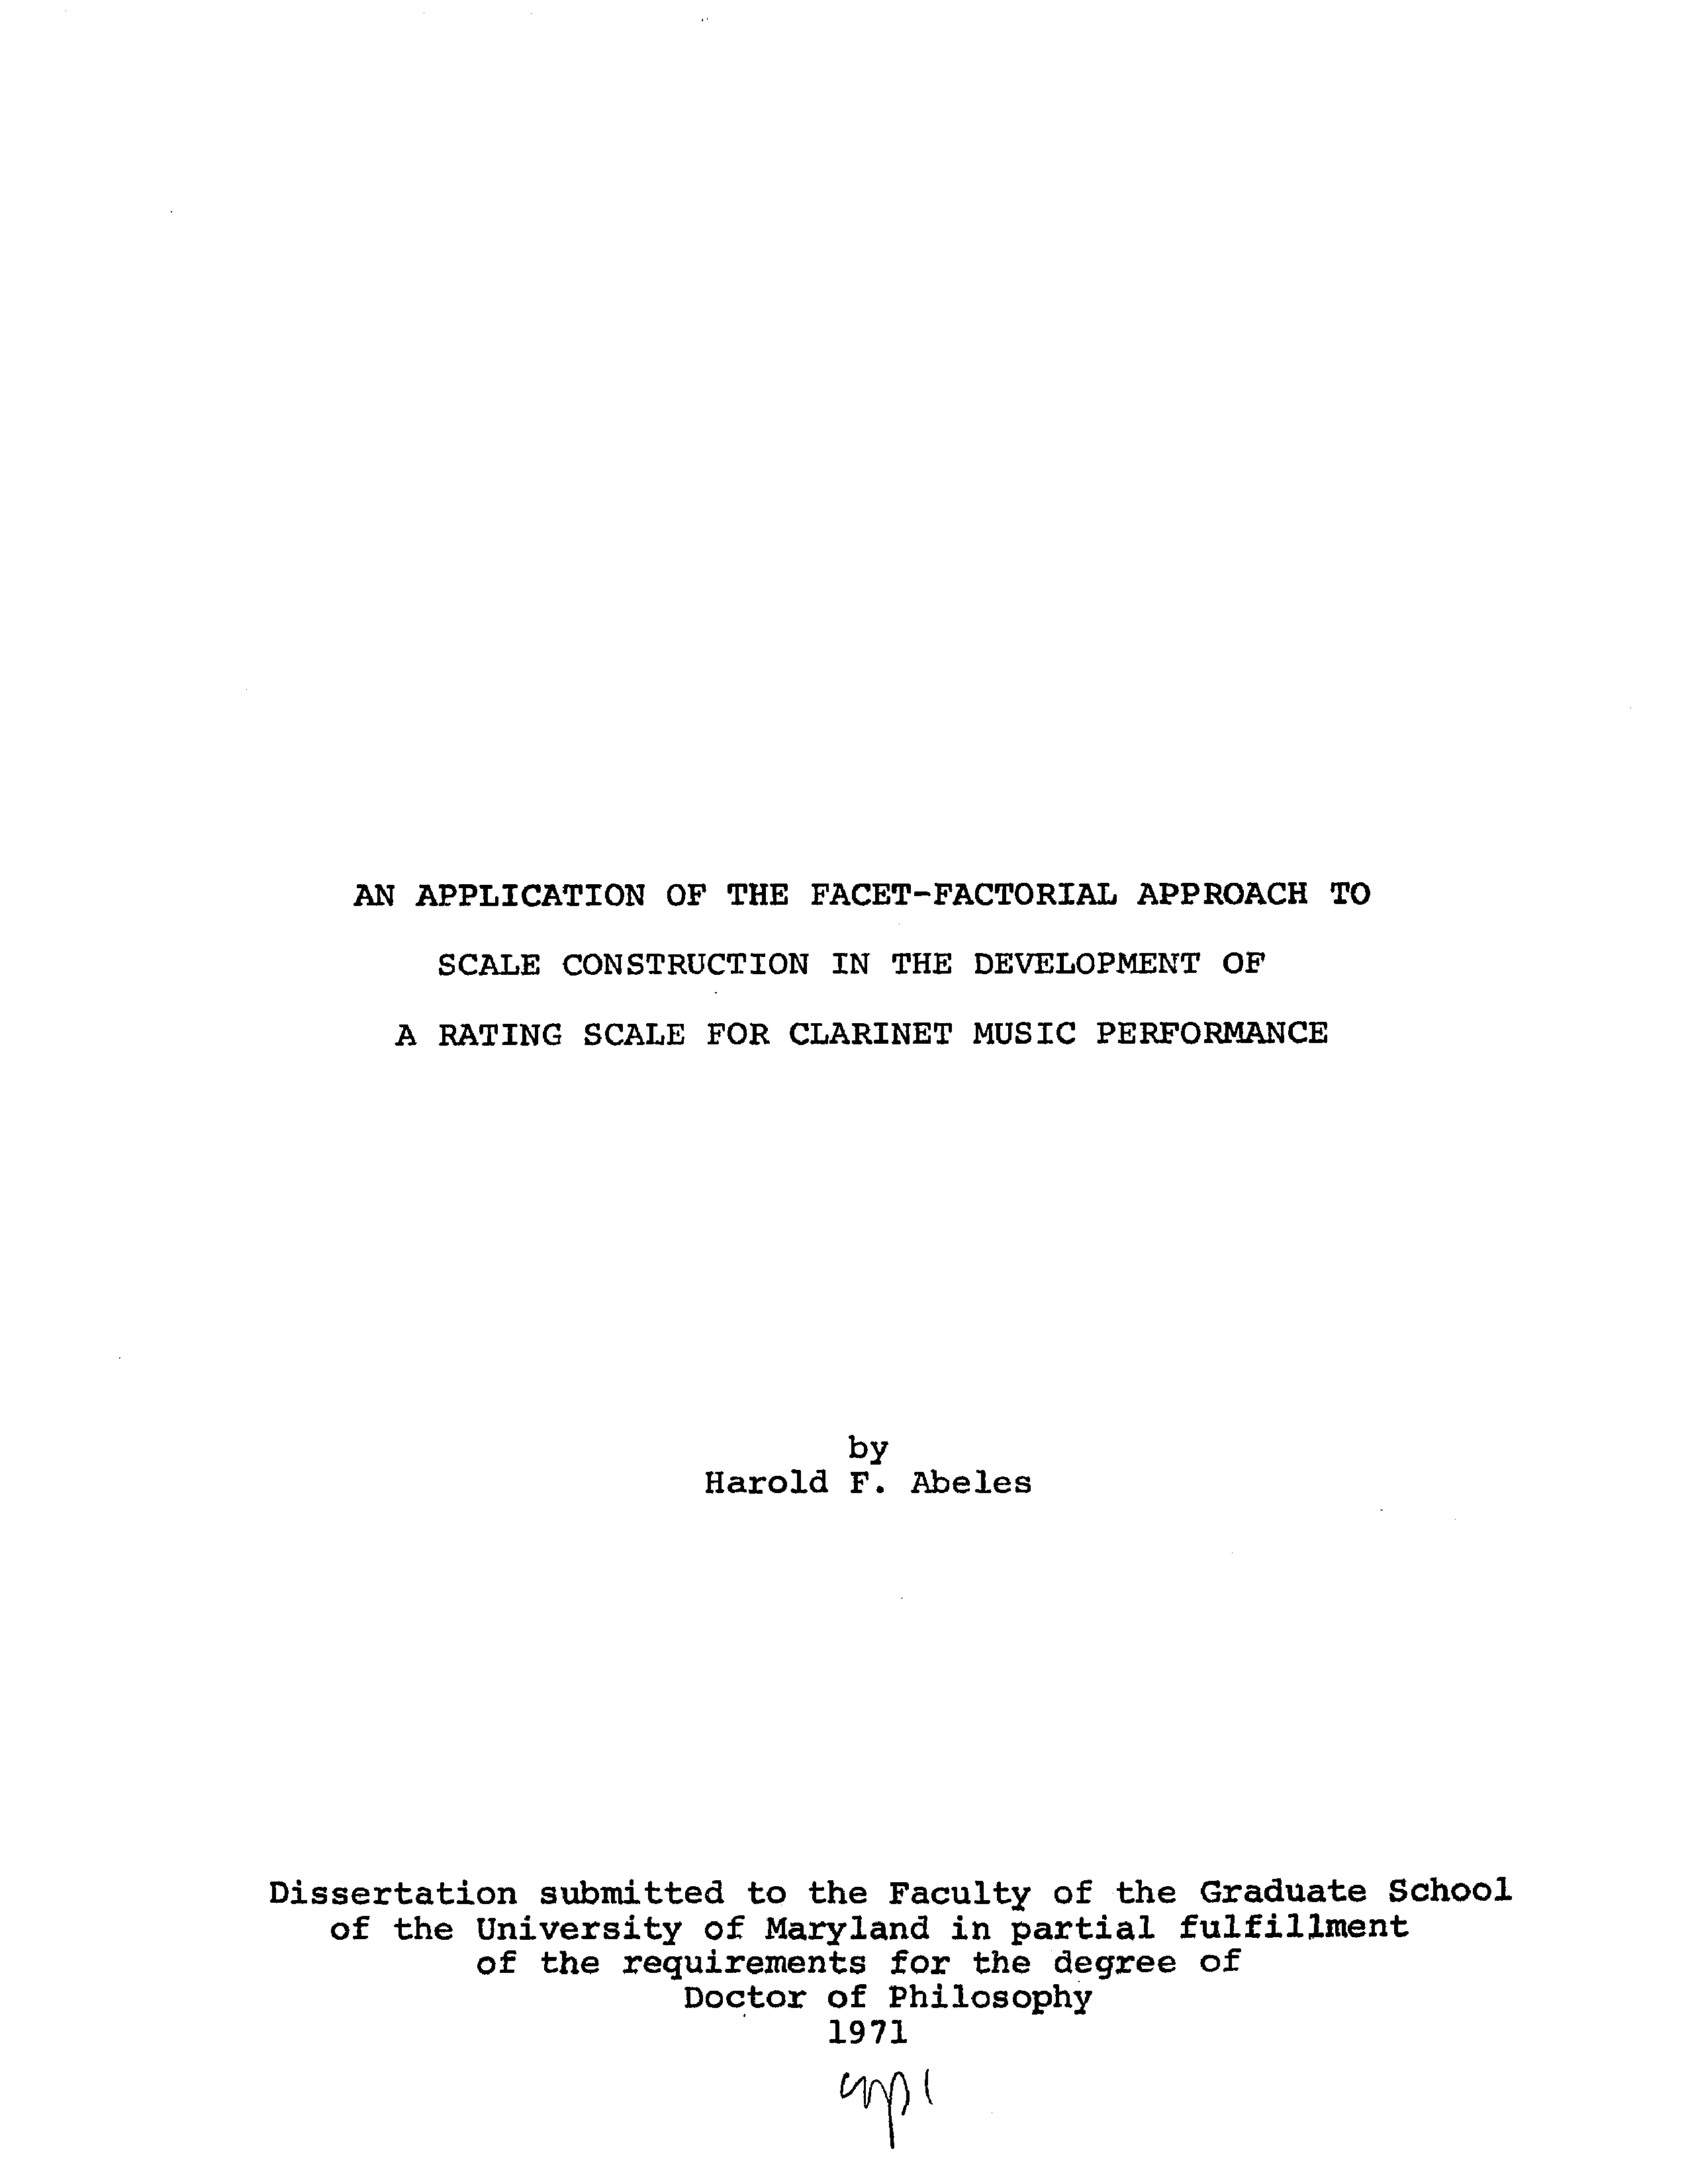 AN APPLICATION OF THE FACET-FACTORIAL APPROACH TO
SCALE CONSTRUCTION IN THE DEVELOPMENT OF
A RATING SCALE FOR CLARINET MUSIC PERFORMANCE
by
Harold F. Abeles
Dissertation submitted to the Faculty of the Graduate School
of the University of Maryland in partial fulfillment
of the requirements for the degree of
Doctor of Philosophy
1971